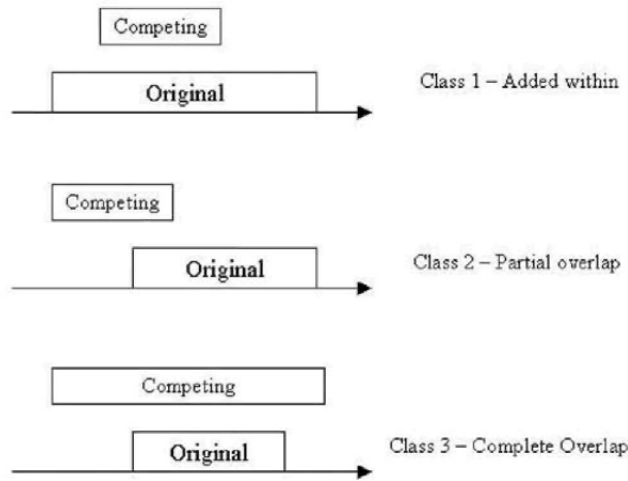 Competing
Original
Class 1 – Added within
Competing
Original
Class 2 – Partial overlap
Competing
Original
Class 3 – Complete Overlap